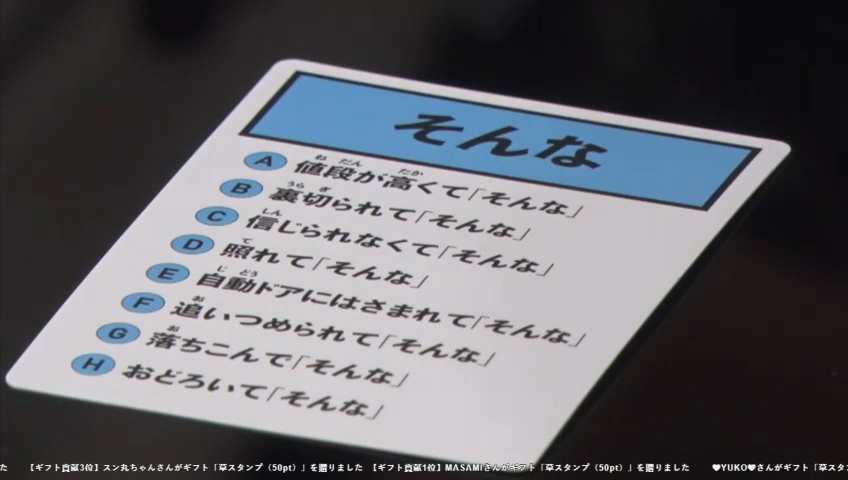 そんな
A 値段が高くて「そんな」
B 裏切られて「そんな」
C 信じられなくて「そんな」
D 照れて「そんな」
E 自動ドアにはさまれて「そんな」
F 追いつめられて「そんな」
G 落ちこんで「そんな」
H おどろいて「そんな」
た 【ギフト貢献3位】スン丸ちゃんさんがギフト「草スタンプ（50pt）」を贈りました 【ギフト貢献1位】MASAMIさんがギフト「草スタンプ（50pt）」を贈りました ♥YUKO♥さんがギフト「草スタ